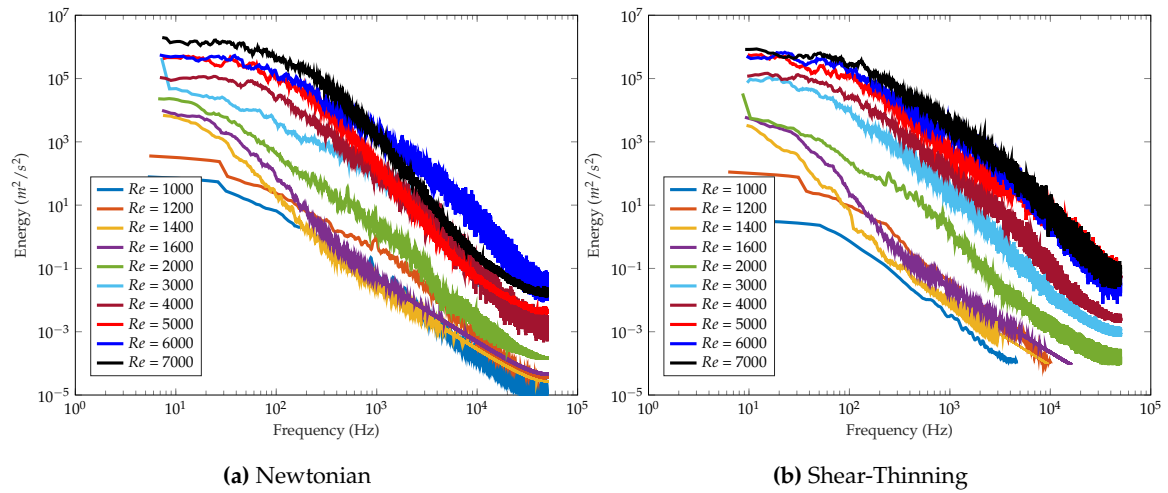 10^7
10^5
10^3
10^1
10^−1
10^−3
10^−5
Energy (m^2/s^2)
Re = 1000
Re = 1200
Re = 1400
Re = 1600
Re = 2000
Re = 3000
Re = 4000
Re = 5000
Re = 6000
Re = 7000
10^0 10^1 10^2 10^3 10^4 10^5
Frequency (Hz)
(a) Newtonian
10^7
10^5
10^3
10^1
10^−1
10^−3
10^−5
Energy (m^2/s^2)
Re = 1000
Re = 1200
Re = 1400
Re = 1600
Re = 2000
Re = 3000
Re = 4000
Re = 5000
Re = 6000
Re = 7000
10^0 10^1 10^2 10^3 10^4 10^5
Frequency (Hz)
(b) Shear-Thinning